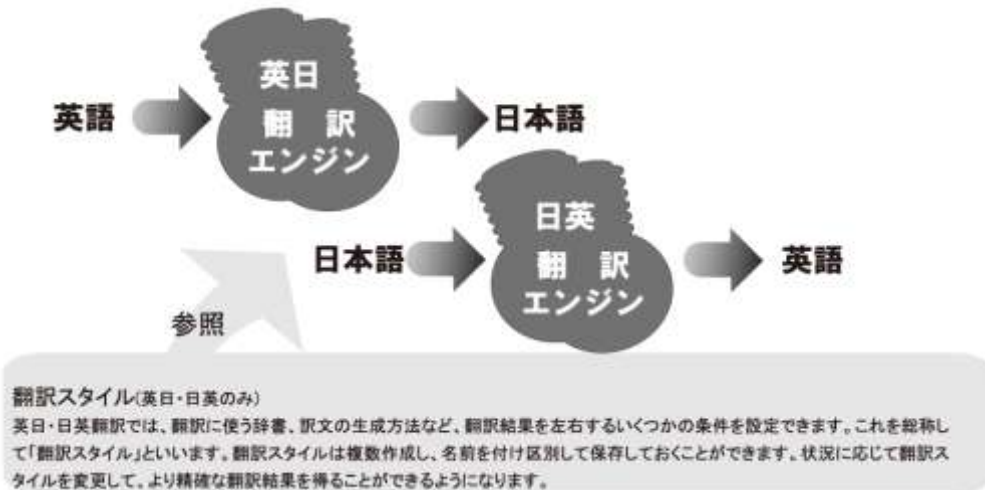 英日
英語
翻 訳
日本語
エンジン
日英
日本語
翻 訳
英語
エンジン
参照
翻訳スタイル(英日・日英のみ)
英日・日英翻訳では、翻訳に使う辞書、訳文の生成方法など、翻訳結果を左右するいくつかの条件を設定できます。これを総称し
て「翻訳スタイル」といいます。翻訳スタイルは複数作成し、名前を付け区別して保存しておくことができます。状況に応じて翻訳ス
タイルを変更して。より精確な翻訳結果を得ることができるようになります。